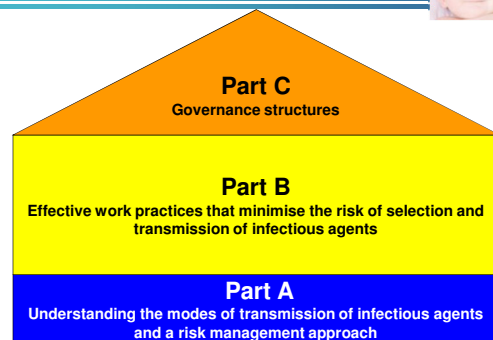 Part C
Governance structures
Part B
Effective work practices that minimise the risk of selection and
transmission of infectious agents
Part A
Understanding the modes of transmission of infectious agents
and a risk management approach